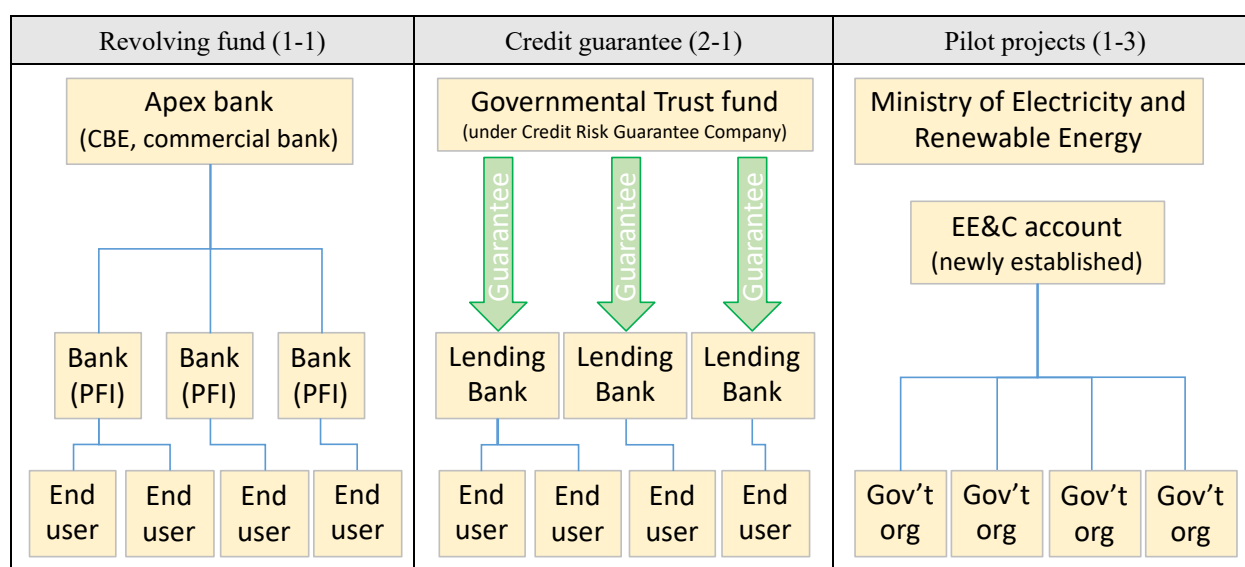 Revolving fund (1-1)
Credit guarantee (2-1)
Pilot projects (1-3)
Apex bank
(CBE, commercial bank)
Bank
(PFI)
Bank
(PFI)
Bank
(PFI)
End
user
End
user
End
user
End
user
Governmental Trust fund
(under Credit Risk Guarantee Company)
Guarantee
Guarantee
Guarantee
Lending
Bank
Lending
Bank
Lending
Bank
End
user
End
user
End
user
End
user
Ministry of Electricity and
Renewable Energy
EE&C account
(newly established)
Gov’t
org
Gov’t
org
Gov’t
org
Gov’t
org